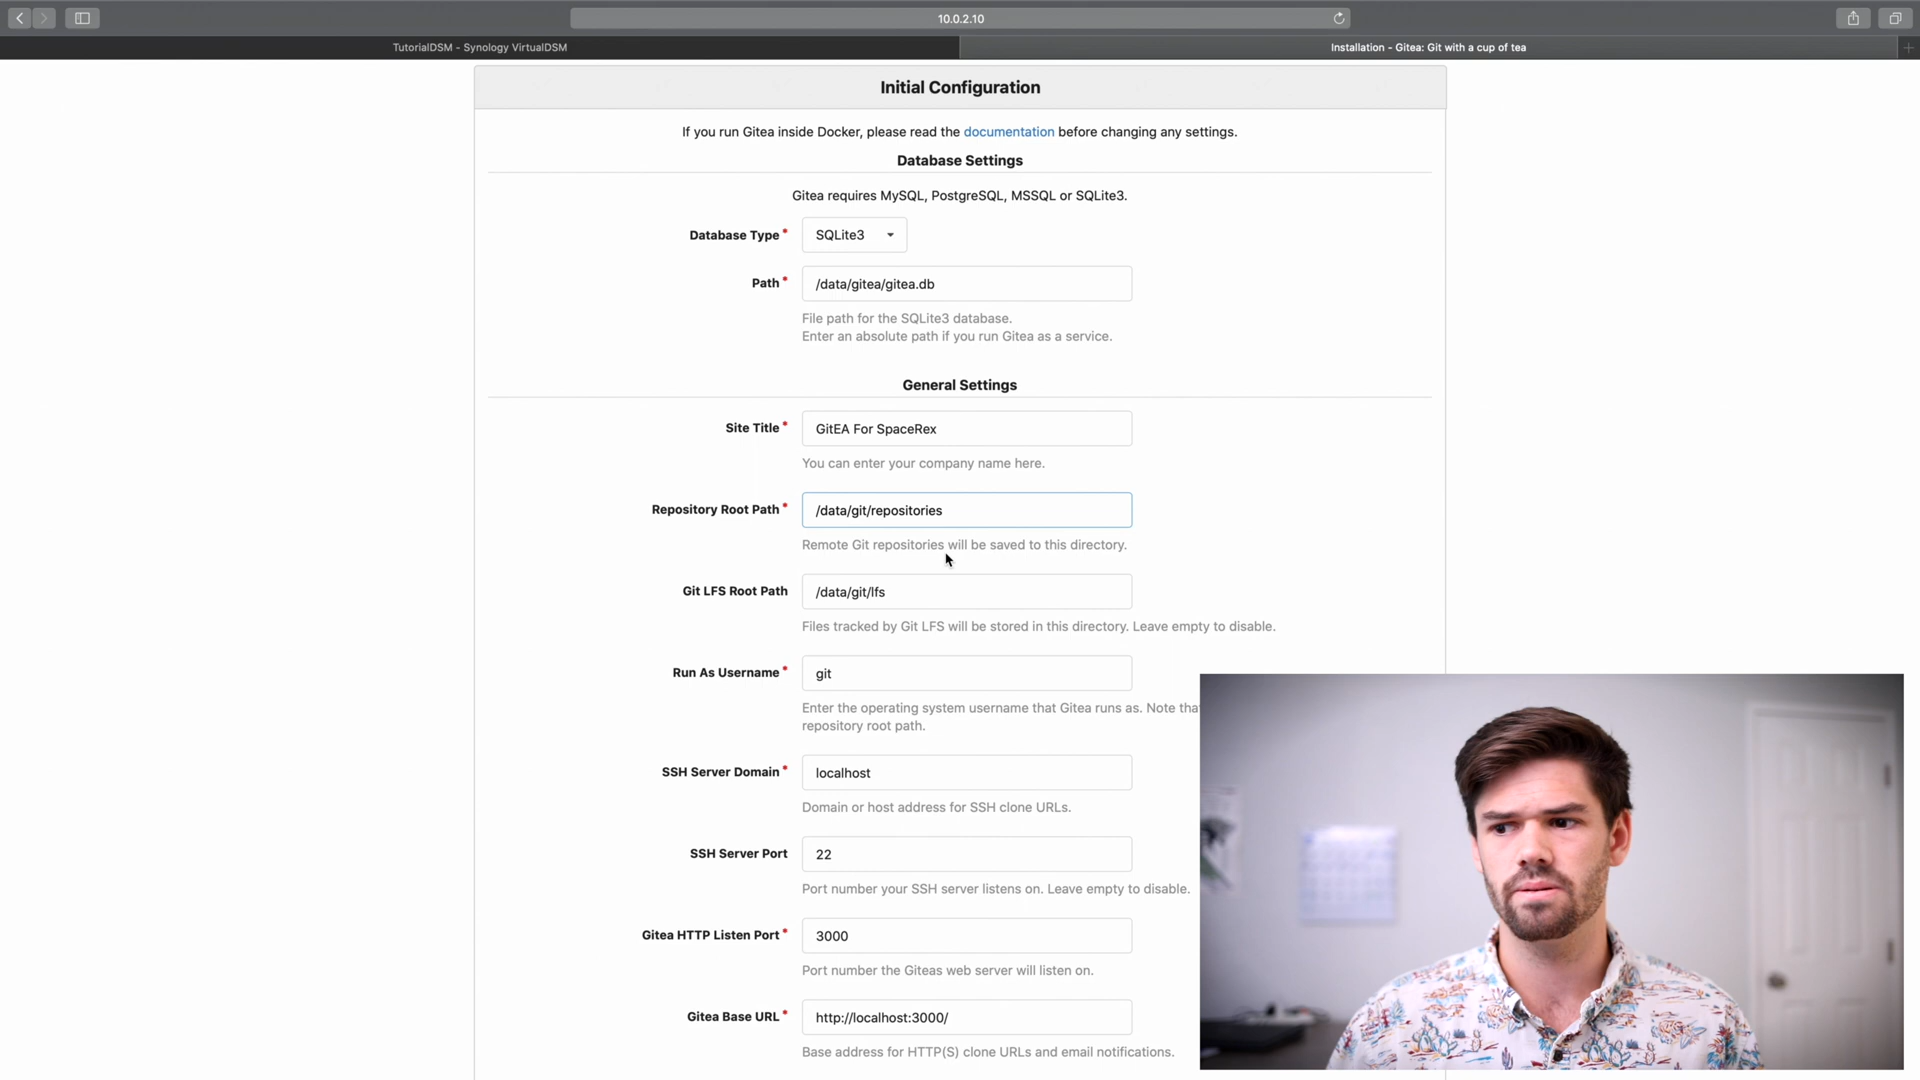 10.0.2.10
TutorialDSM - Synology VirtualDSM
Installation - Gitea: Git with a cup of tea
Initial Configuration
If you run Gitea inside Docker, please read the documentation before changing any settings.
Database Settings
Gitea requires MySQL, PostgreSQL, MSSQL or SQLite3.
Database Type *
SQLite3
Path *
/data/gitea/gitea.db
File path for the SQLite3 database.
Enter an absolute path if you run Gitea as a service.
General Settings
Site Title *
GitEA For SpaceRex
You can enter your company name here.
Repository Root Path *
/data/git/repositories
Remote Git repositories will be saved to this directory.
Git LFS Root Path
/data/git/lfs
Files tracked by Git LFS will be stored in this directory. Leave empty to disable.
Run As Username *
git
Enter the operating system username that Gitea runs as. Note that
repository root path.
SSH Server Domain *
localhost
Domain or host address for SSH clone URLs.
SSH Server Port
22
Port number your SSH server listens on. Leave empty to disable.
Gitea HTTP Listen Port *
3000
Port number the Giteas web server will listen on.
Gitea Base URL *
http://localhost:3000/
Base address for HTTP(S) clone URLs and email notifications.